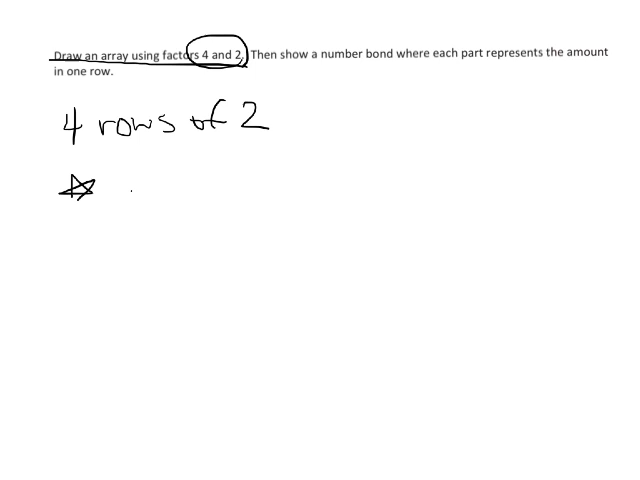 Draw an array using factors 4 and 2. Then show a number bond where each part represents the amount
in one row.
4 rows of 2